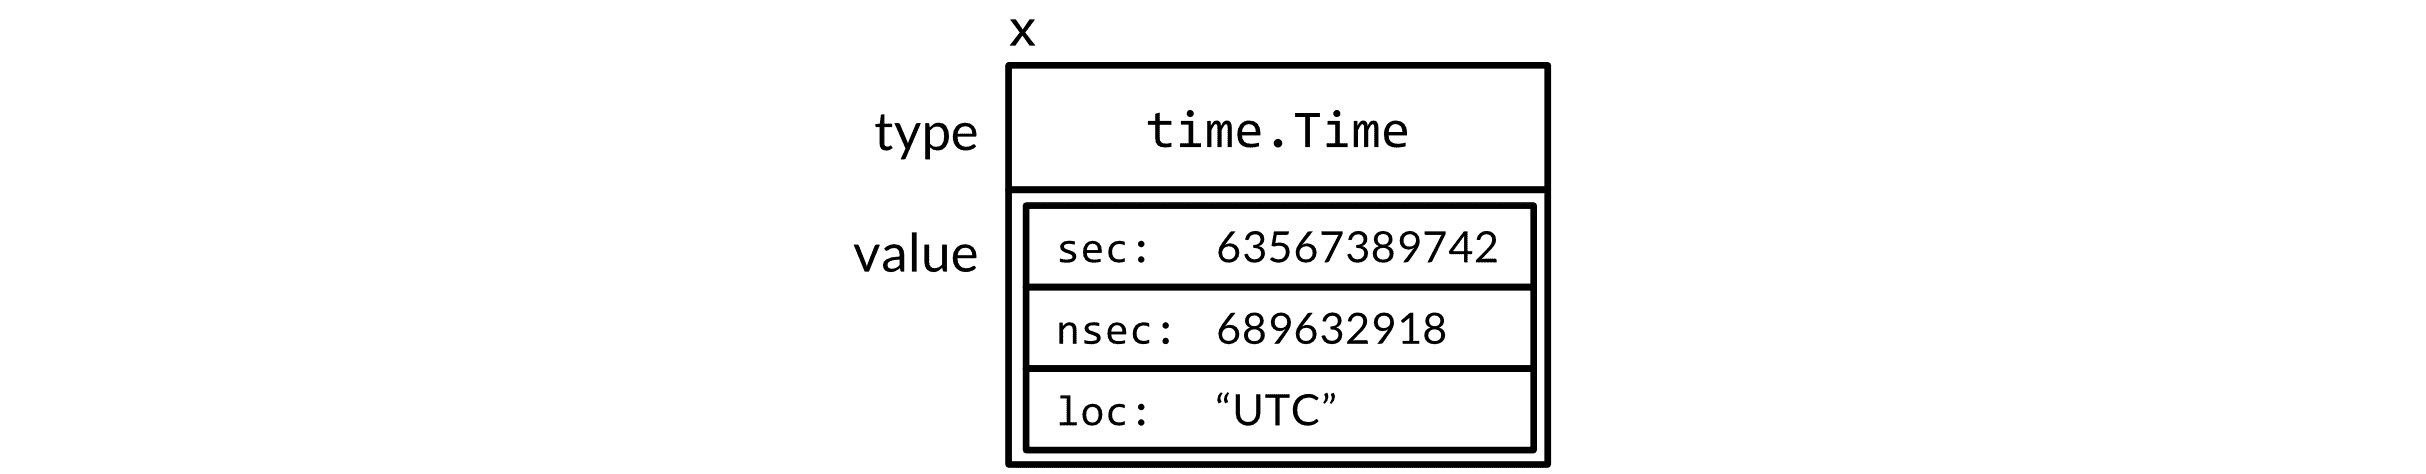 x
type time.Time
value sec: 63567389742
nsec: 689632918
loc: “UTC”